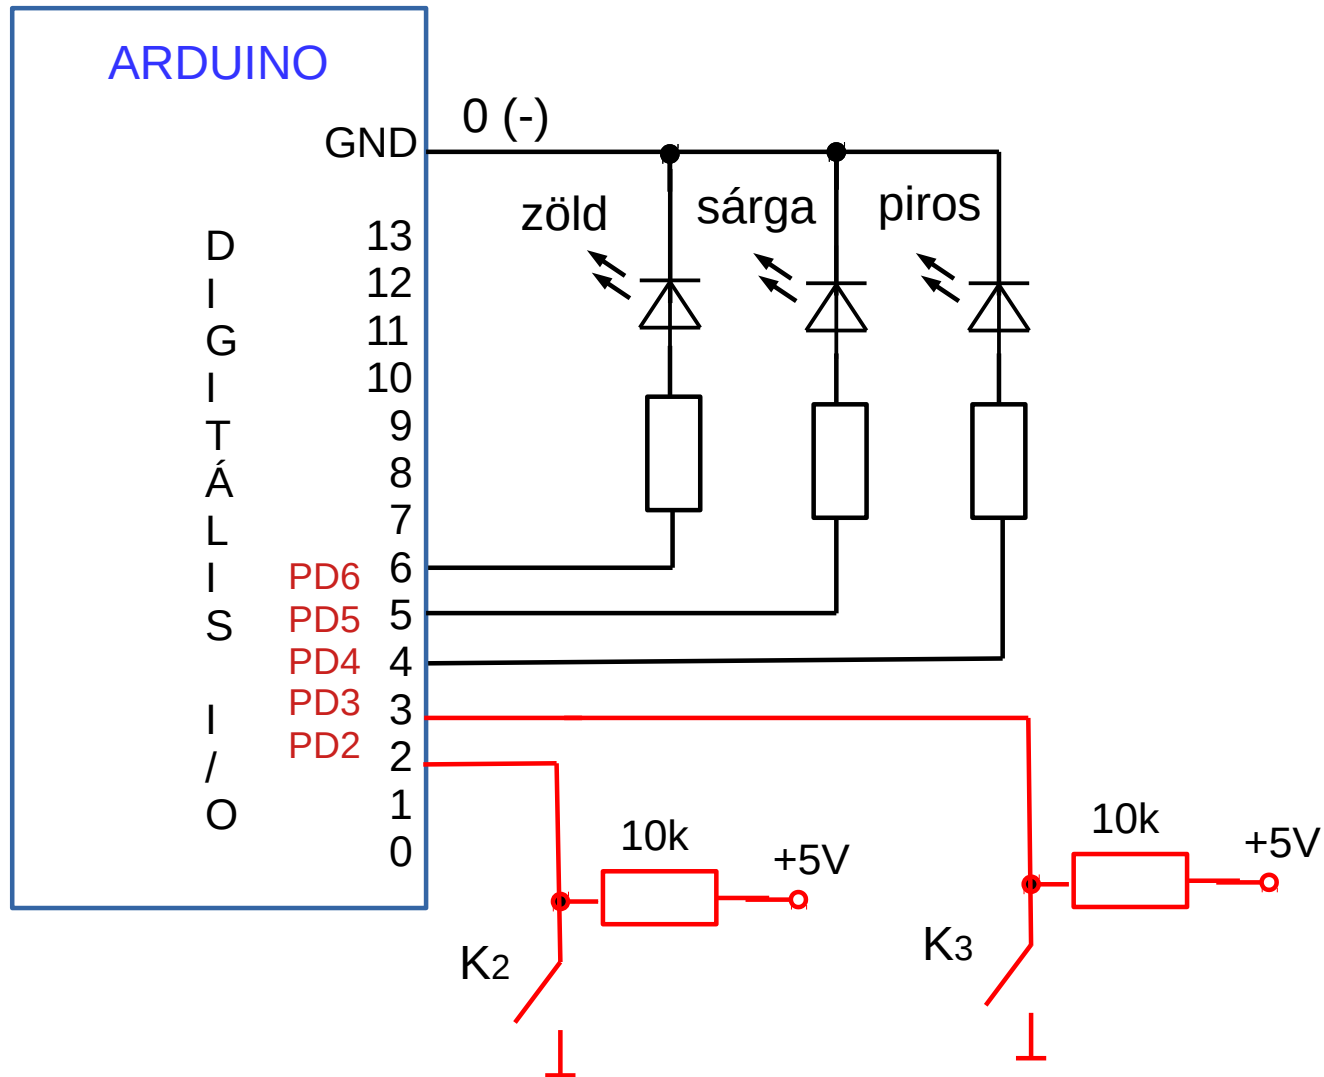 ARDUINO
0 (-)
GND
zöld
sárga
piros
DIGITÁLIS I/O
13
12
11
10
9
8
7
PD6 6
PD5 5
PD4 4
PD3 3
PD2 2
1
0
10k
+5V
10k
+5V
K2
K3